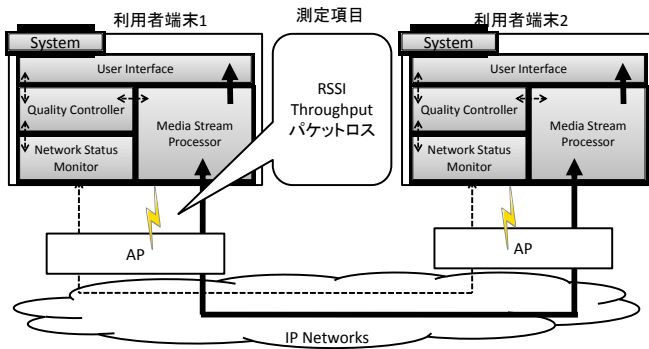 利用者端末1
System
User Interface
Quality Controller
Network Status
Monitor
Media Stream
Processor
AP
測定項目
RSSI
Throughput
パケットロス
利用者端末2
System
User Interface
Quality Controller
Network Status
Monitor
Media Stream
Processor
AP
IP Networks